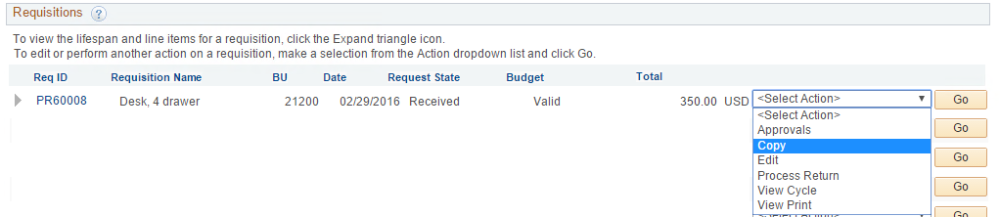 Requisitions ?
To view the lifespan and line items for a requisition, click the Expand triangle icon.
To edit or perform another action on a requisition, make a selection from the Action dropdown list and click Go.
Req ID Requisition Name BU Date Request State Budget Total
PR60008 Desk, 4 drawer 21200 02/29/2016 Received Valid 350.00 USD <Select Action> Go
<Select Action>
Approvals Go
Copy
Edit Go
Process Return
View Cycle Go
View Print
<Select Action> Go